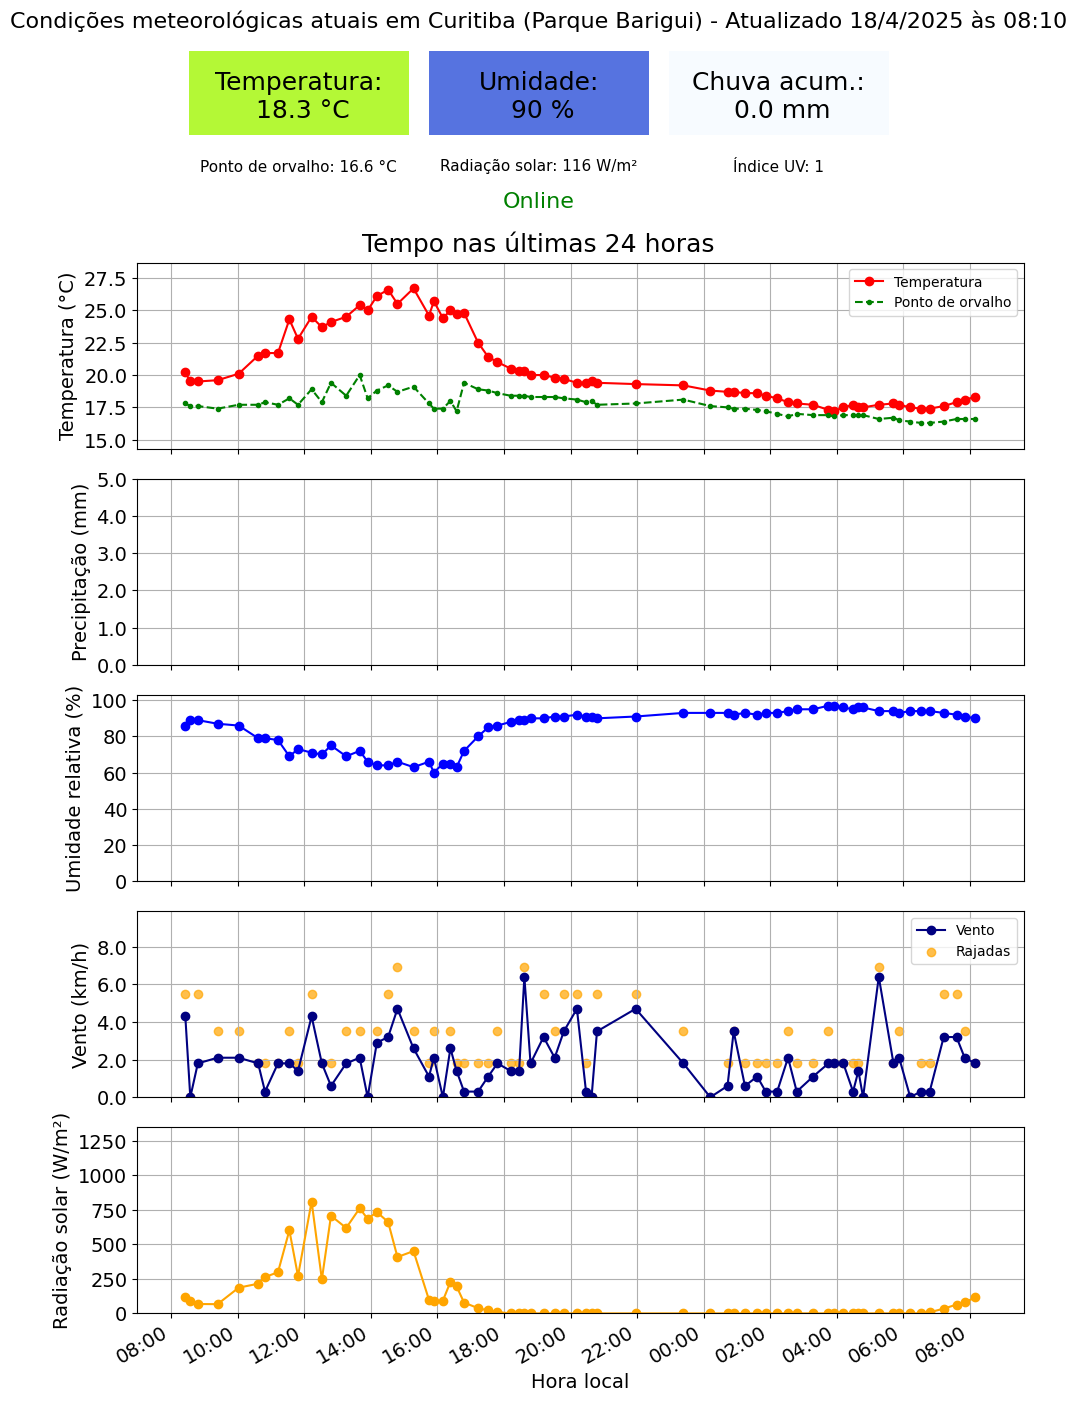 Condições meteorológicas atuais em Curitiba (Parque Barigui) - Atualizado 18/4/2025 às 08:10
Temperatura:
18.3 °C
Umidade:
90 %
Chuva acum.:
0.0 mm
Ponto de orvalho: 16.6 °C
Radiação solar: 116 W/m²
Índice UV: 1
Online
Tempo nas últimas 24 horas
Temperatura (°C)
27.5
25.0
22.5
20.0
17.5
15.0
Temperatura
Ponto de orvalho
Precipitação (mm)
5.0
4.0
3.0
2.0
1.0
0.0
Umidade relativa (%)
100
80
60
40
20
0
Vento (km/h)
8.0
6.0
4.0
2.0
0.0
Vento
Rajadas
Radiação solar (W/m²)
1250
1000
750
500
250
0
08:00
10:00
12:00
14:00
16:00
18:00
20:00
22:00
00:00
02:00
04:00
06:00
08:00
Hora local